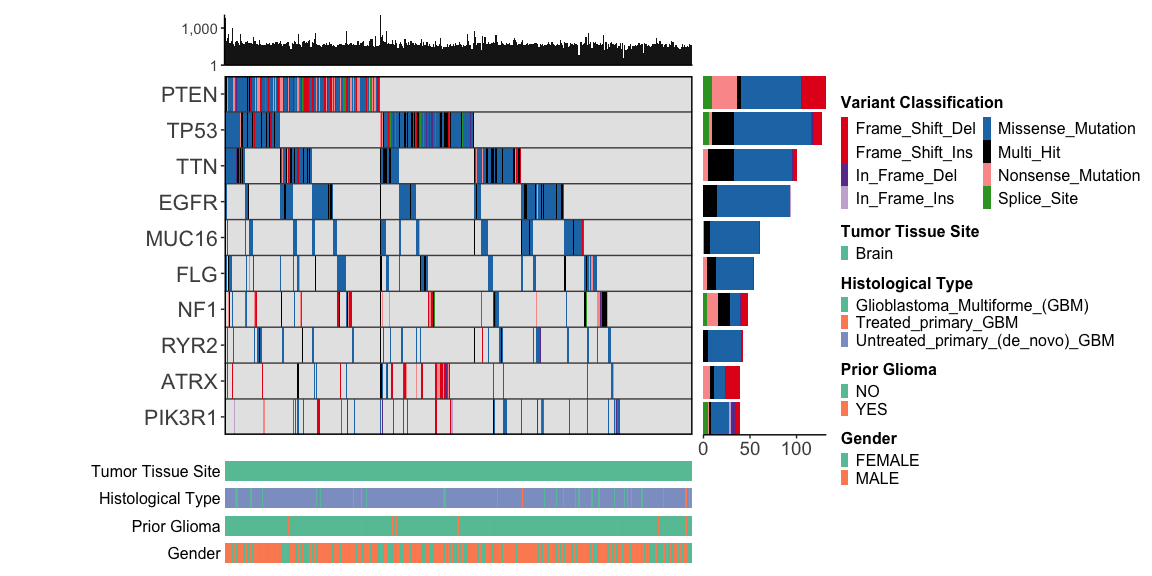 1,000
1
PTEN
TP53
TTN
EGFR
MUC16
FLG
NF1
RYR2
ATRX
PIK3R1
0 50 100
Variant Classification
Frame_Shift_Del Missense_Mutation
Frame_Shift_Ins Multi_Hit
In_Frame_Del Nonsense_Mutation
In_Frame_Ins Splice_Site
Tumor Tissue Site
Brain
Histological Type
Glioblastoma_Multiforme_(GBM)
Treated_primary_GBM
Untreated_primary_(de_novo)_GBM
Prior Glioma
NO
YES
Gender
FEMALE
MALE
Tumor Tissue Site
Histological Type
Prior Glioma
Gender